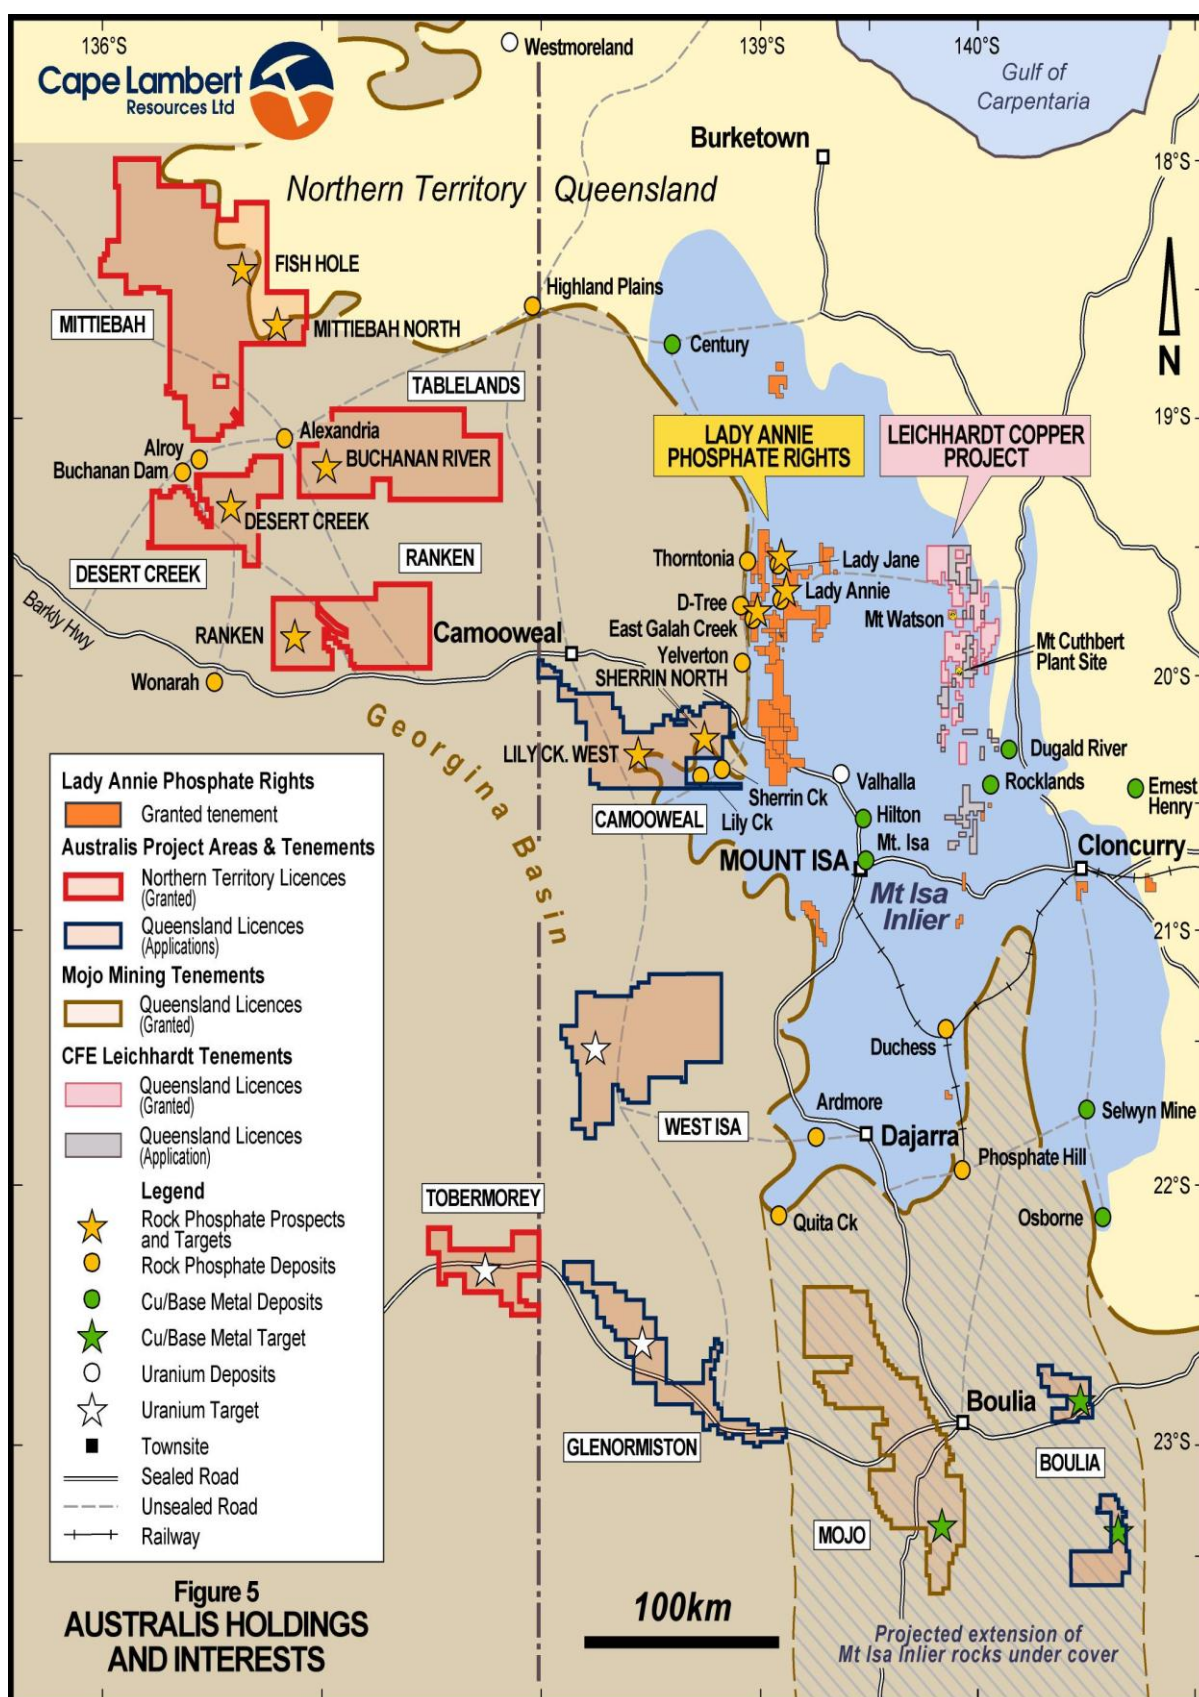 136°S
139°S
140°S
Cape Lambert
Resources Ltd
Westmoreland
Gulf of
Carpentaria
Burketown
18°S
Northern Territory
Queensland
FISH HOLE
Highland Plains
N
MITTIEBAH
MITTIEBAH NORTH
Century
TABLELANDS
19°S
Alexandria
LADY ANNIE
PHOSPHATE RIGHTS
LEICHHARDT COPPER
PROJECT
Alroy
Buchanan Dam
BUCHANAN RIVER
DESERT CREEK
Thorntonia
Lady Jane
DESERT CREEK
RANKEN
Lady Annie
D-Tree
Mt Watson
Barkly Hwy
RANKEN
Camooweal
East Galah Creek
Mt Cuthbert
Plant Site
Yelverton
SHERRIN NORTH
20°S
Wonarah
Georgina Basin
LILY CK. WEST
Dugald River
Valhalla
Rocklands
Ernest
Henry
Sherrin Ck
Lily Ck
CAMOOWEAL
Hilton
Mt. Isa
MOUNT ISA
Cloncurry
Mt Isa
Inlier
21°S
Lady Annie Phosphate Rights
Granted tenement
Australis Project Areas & Tenements
Northern Territory Licences
(Granted)
Queensland Licences
(Applications)
Mojo Mining Tenements
Queensland Licences
(Granted)
CFE Leichhardt Tenements
Queensland Licences
(Granted)
Queensland Licences
(Application)
Legend
Rock Phosphate Prospects
and Targets
Rock Phosphate Deposits
Cu/Base Metal Deposits
Cu/Base Metal Target
Uranium Deposits
Uranium Target
Townsite
Sealed Road
Unsealed Road
Railway
Duchess
Ardmore
Selwyn Mine
WEST ISA
Dajarra
Phosphate Hill
22°S
TOBERMOREY
Quita Ck
Osborne
Boulia
GLENORMISTON
23°S
BOULIA
MOJO
Figure 5
AUSTRALIS HOLDINGS
AND INTERESTS
100km
Projected extension of
Mt Isa Inlier rocks under cover